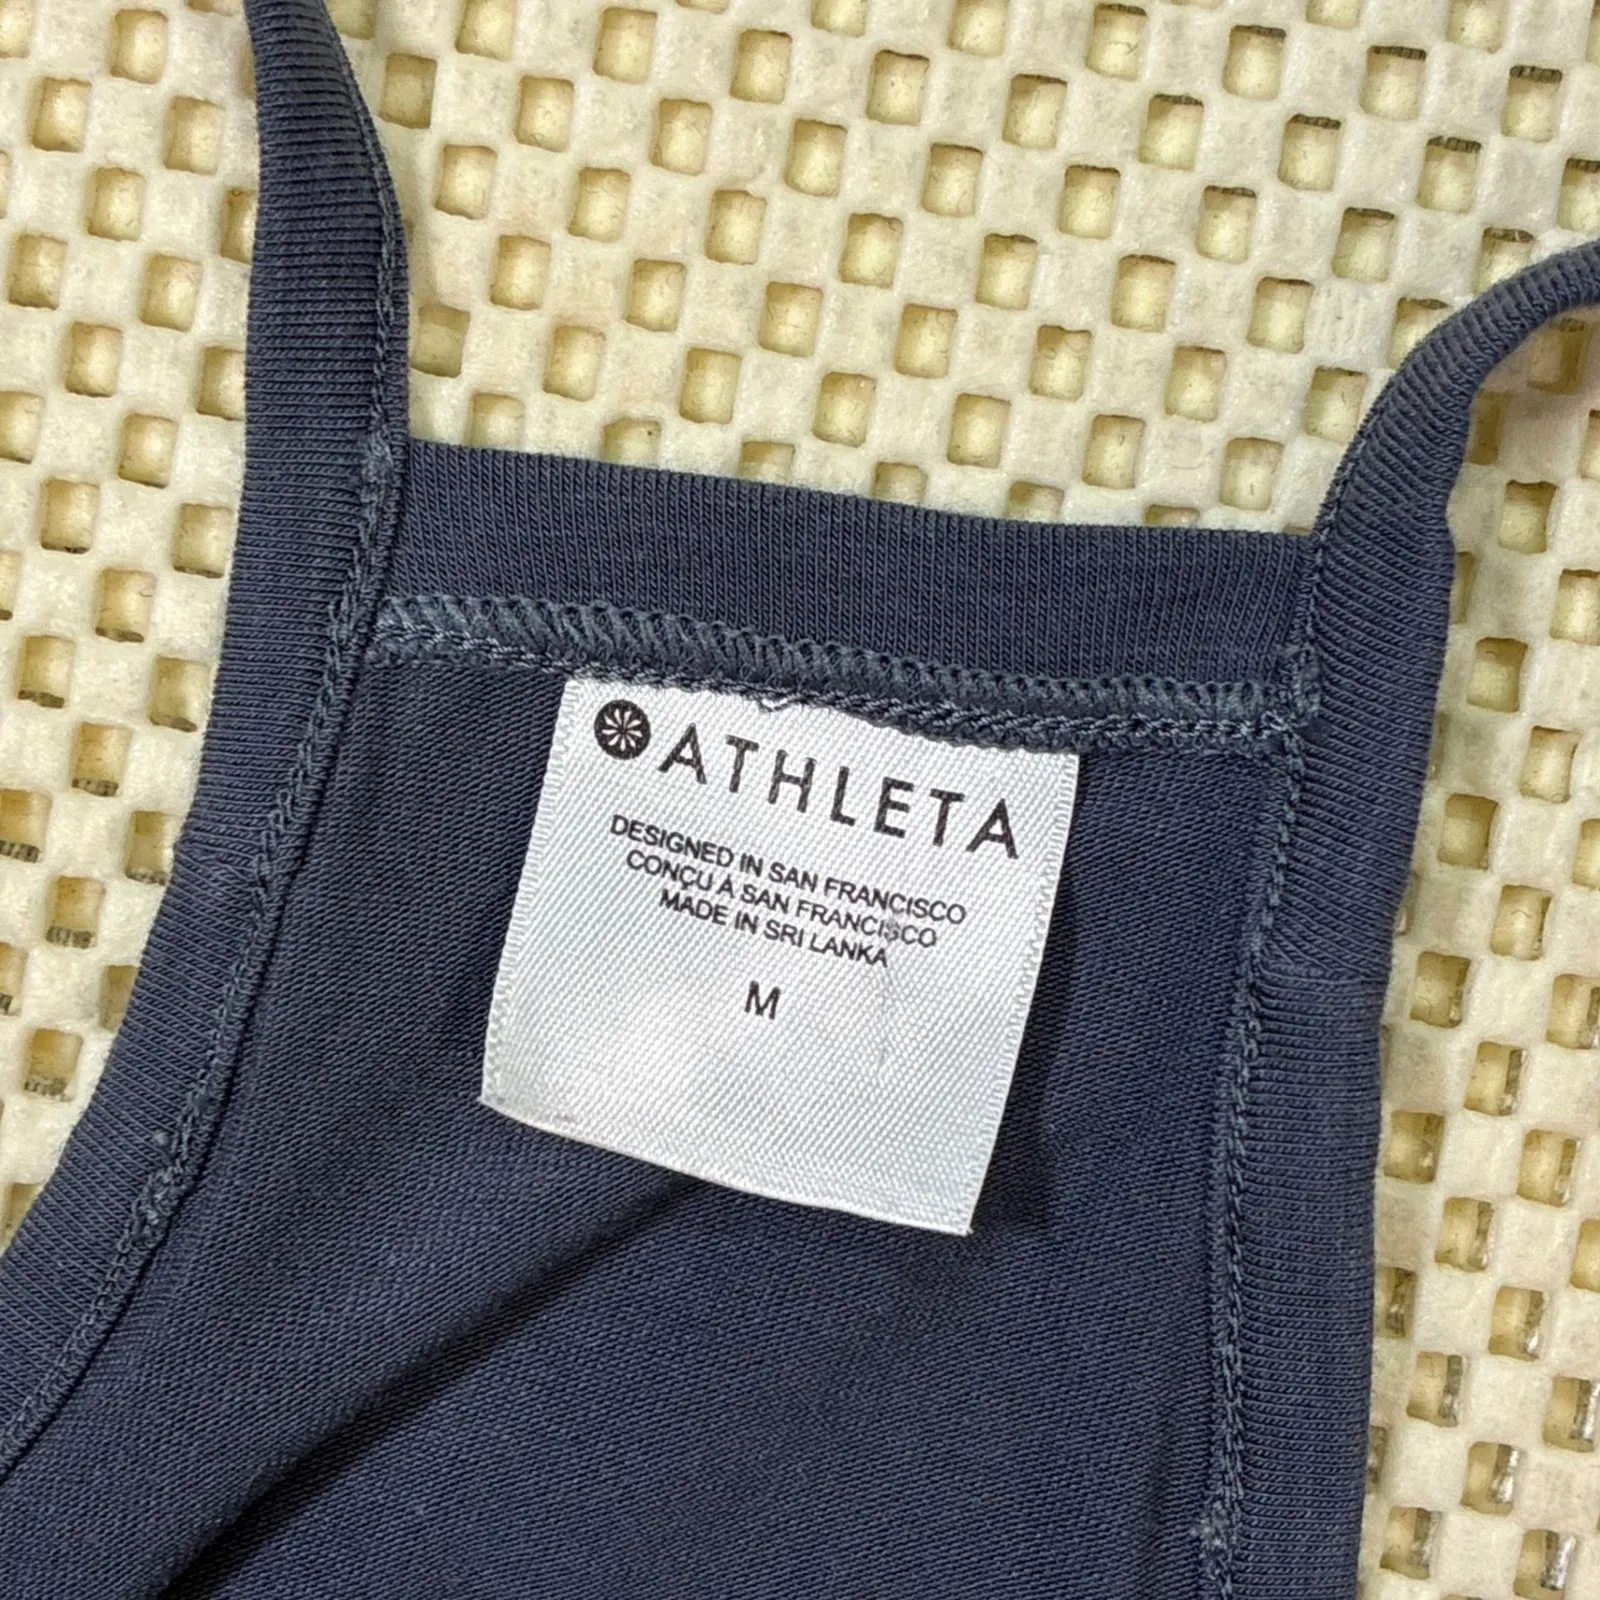 ATHLETA
DESIGNED IN SAN FRANCISCO
CONÇU À SAN FRANCISCO
MADE IN SRI LANKA
M